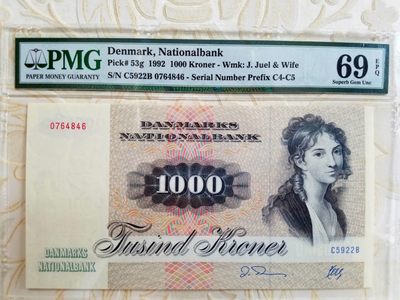 PMG
PAPER MONEY GUARANTY
Denmark, Nationalbank
Pick# 53g 1992 1000 Kroner - Wmk: J. Juel & Wife
S/N C5922B 0764846 - Serial Number Prefix C4-C5
69 EPQ
Superb Gem Unc
0764846
DANMARKS
NATIONALBANK
1000
Tusind Kroner
DANMARKS
NATIONALBANK
C5922B